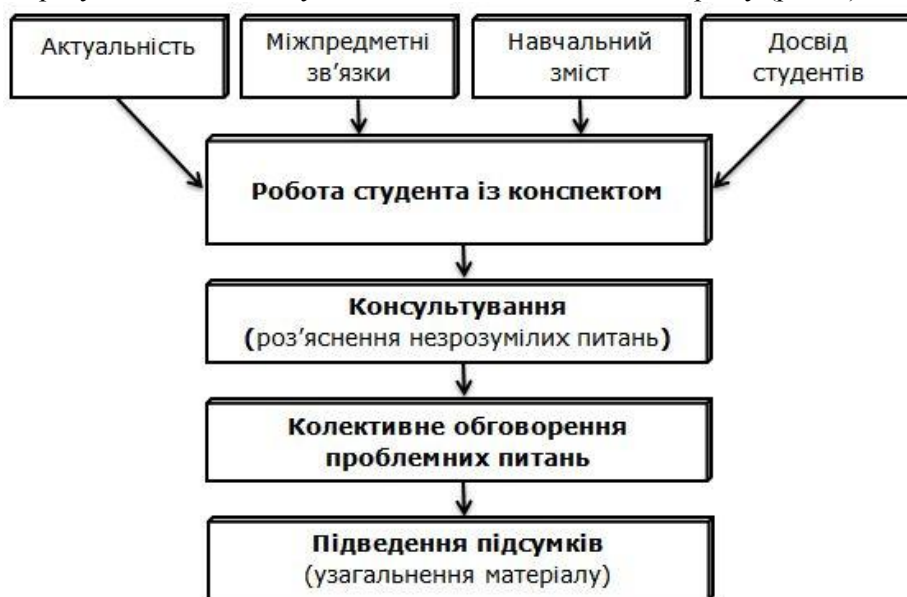 Актуальність
Міжпредметні
зв’язки
Навчальний
зміст
Досвід
студентів
Робота студента із конспектом
Консультування
(роз’яснення незрозумілих питань)
Колективне обговорення
проблемних питань
Підведення підсумків
(узагальнення матеріалу)